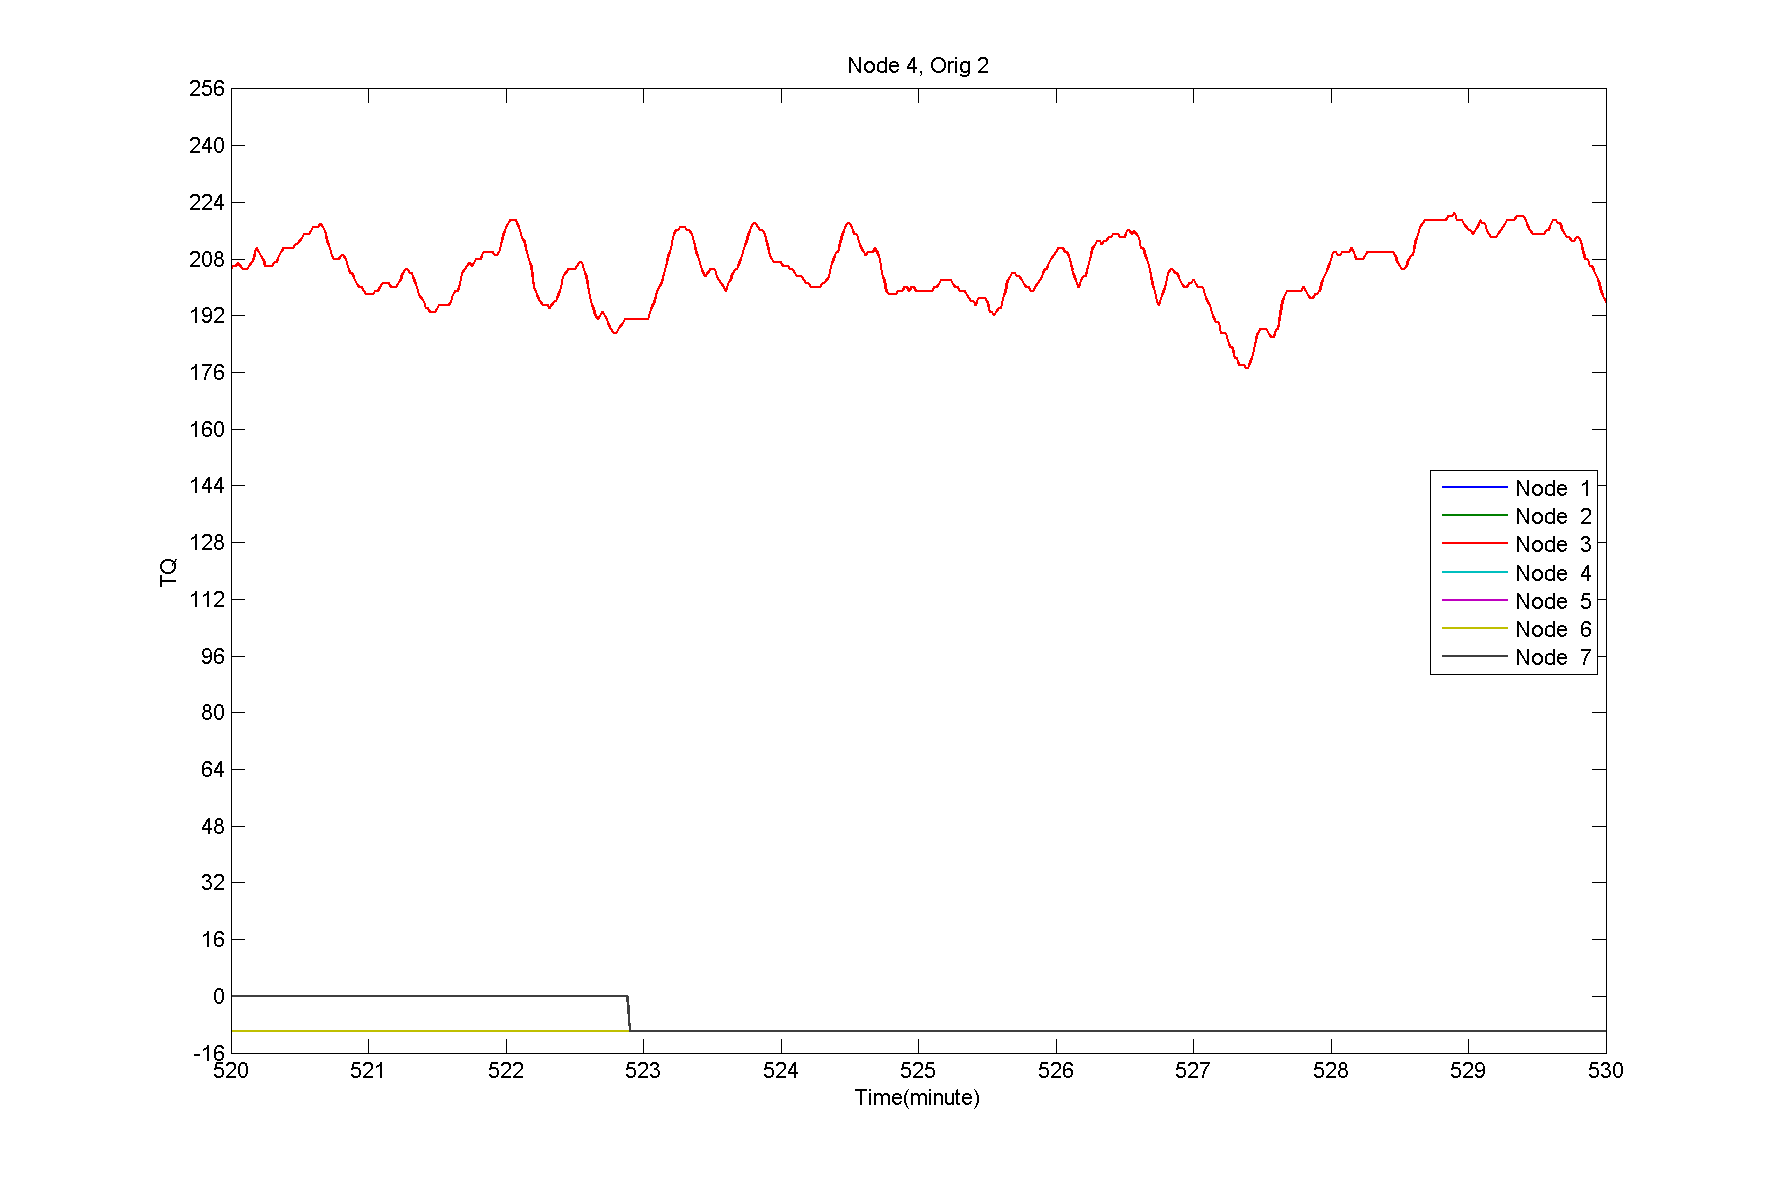 Node 4, Orig 2
256
240
224
208
192
176
160
144
128
112
96
80
64
48
32
16
0
-16
TQ
Node 1
Node 2
Node 3
Node 4
Node 5
Node 6
Node 7
520 521 522 523 524 525 526 527 528 529 530
Time(minute)